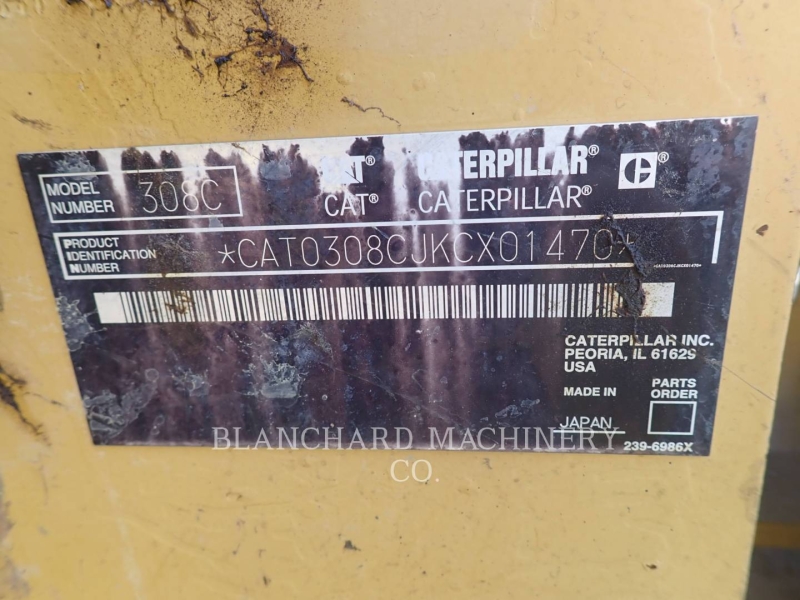 MODEL NUMBER 308C
CAT® CATERPILLAR®
CAT® CATERPILLAR®
PRODUCT IDENTIFICATION NUMBER *CAT0308CJKCX01470*
*CAT0308CJKCX01470*
CATERPILLAR INC.
PEORIA, IL 61629
USA
MADE IN
JAPAN
PARTS ORDER
239-6986X
BLANCHARD MACHINERY
CO.